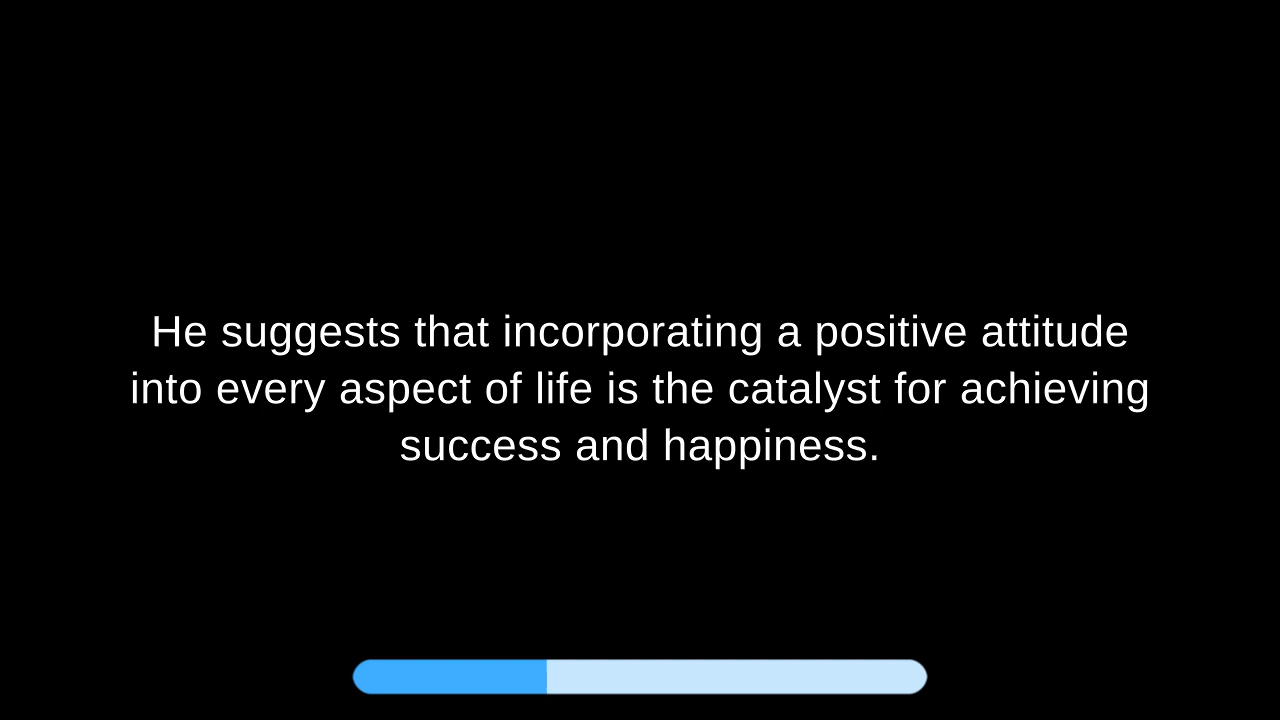 He suggests that incorporating a positive attitude
into every aspect of life is the catalyst for achieving
success and happiness.